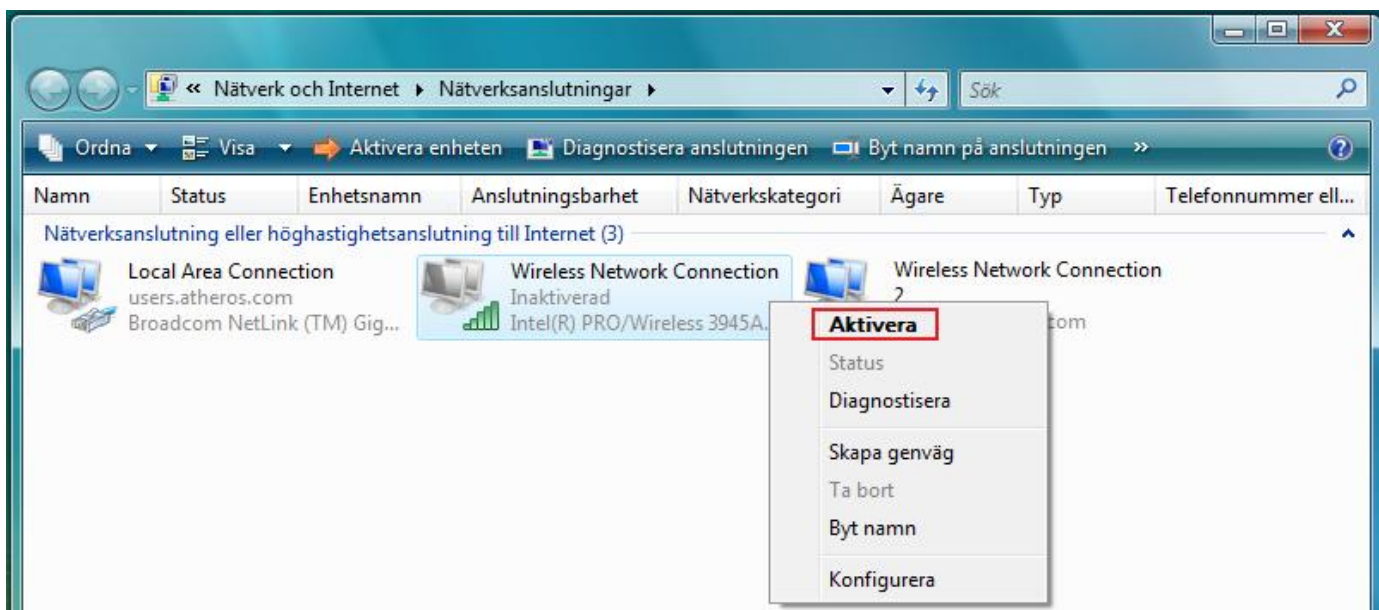 « Nätverk och Internet Nätverksanslutningar Sök
Ordna Visa Aktivera enheten Diagnostisera anslutningen Byt namn på anslutningen »
Namn Status Enhetsnamn Anslutningsbarhet Nätverkskategori Ägare Typ Telefonnummer ell...
Nätverksanslutning eller höghastighetsanslutning till Internet (3)
Local Area Connection
users.atheros.com
Broadcom NetLink (TM) Gig...
Wireless Network Connection
Inaktiverad
Intel(R) PRO/Wireless 3945A.
Wireless Network Connection
2
Aktivera
Status
Diagnostisera
Skapa genväg
Ta bort
Byt namn
Konfigurera